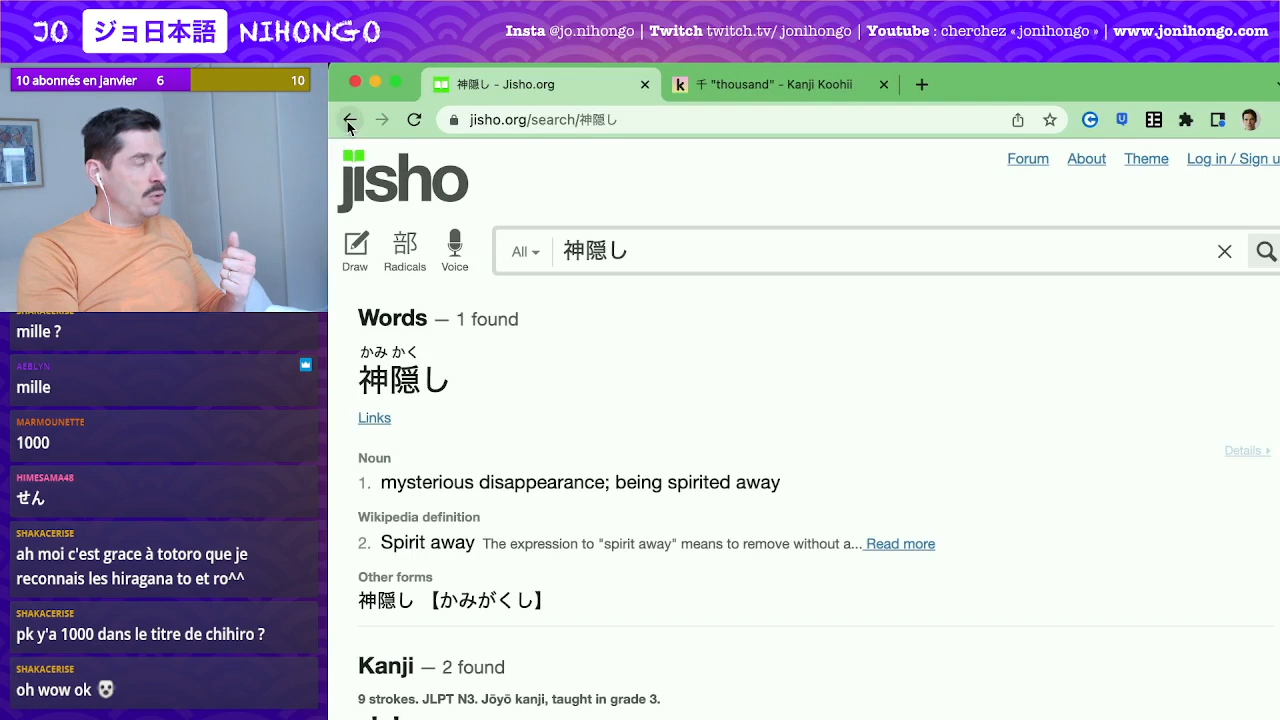 JO ジョ日本語 NIHONGO
Insta @jo.nihongo | Twitch twitch.tv/ jonihongo | Youtube : cherchez « jonihongo » | www.jonihongo.com
10 abonnés en janvier 6 10
神隠し - Jisho.org
k 千 "thousand" - Kanji Koohii
jisho.org/search/神隠し
jisho
Forum About Theme Log in / Sign u
Draw
部 Radicals
Voice
All
神隠し
Words — 1 found
かみ かく
神隠し
Links
Details
Noun
1. mysterious disappearance; being spirited away
Wikipedia definition
2. Spirit away The expression to "spirit away" means to remove without a... Read more
Other forms
神隠し 【かみがくし】
Kanji — 2 found
9 strokes. JLPT N3. Jōyō kanji, taught in grade 3.
SHAKACERISE
mille ?
AEBLYN
mille
MARMOUNETTE
1000
HIMESAMA48
せん
SHAKACERISE
ah moi c'est grace à totoro que je
reconnais les hiragana to et ro^^
SHAKACERISE
pk y'a 1000 dans le titre de chihiro ?
SHAKACERISE
oh wow ok